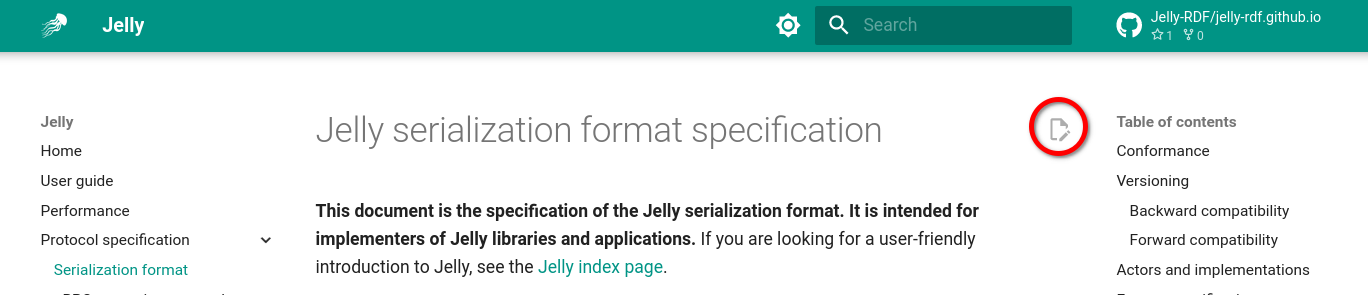 Jelly
Search
Jelly-RDF/jelly-rdf.github.io
1 0
Jelly
Home
User guide
Performance
Protocol specification
Serialization format
Jelly serialization format specification
This document is the specification of the Jelly serialization format. It is intended for
implementers of Jelly libraries and applications. If you are looking for a user-friendly
introduction to Jelly, see the Jelly index page.
Table of contents
Conformance
Versioning
Backward compatibility
Forward compatibility
Actors and implementations